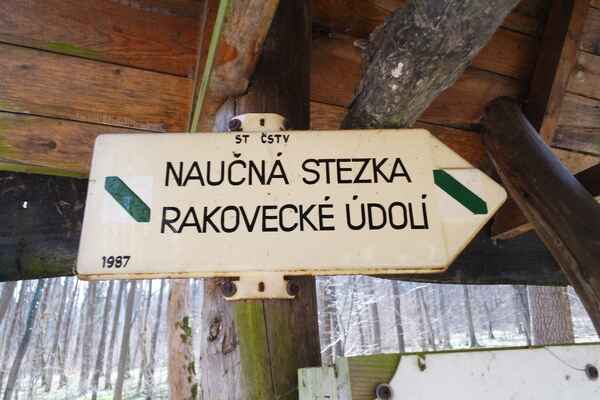 ST ČSTV
NAUČNÁ STEZKA
RAKOVECKÉ ÚDOLÍ
1987